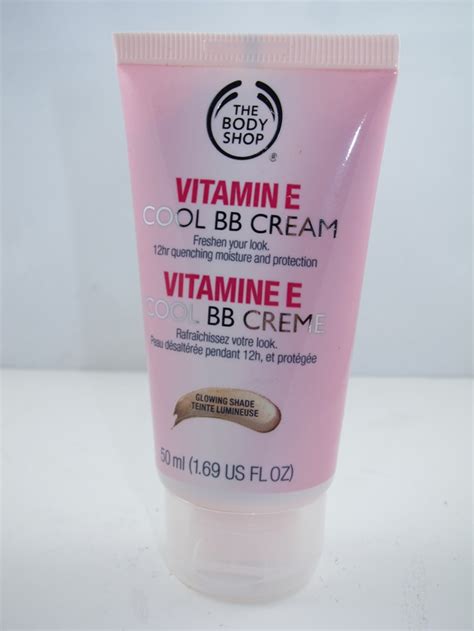 THE
BODY
SHOP
®
VITAMIN E
COOL BB CREAM
Freshen your look.
12hr quenching moisture and protection
VITAMINE E
COOL BB CREME
Rafraîchissez votre look.
Peau désaltérée pendant 12h, et protégée
GLOWING SHADE
TEINTE LUMINEUSE
50 ml (1.69 US FL OZ)